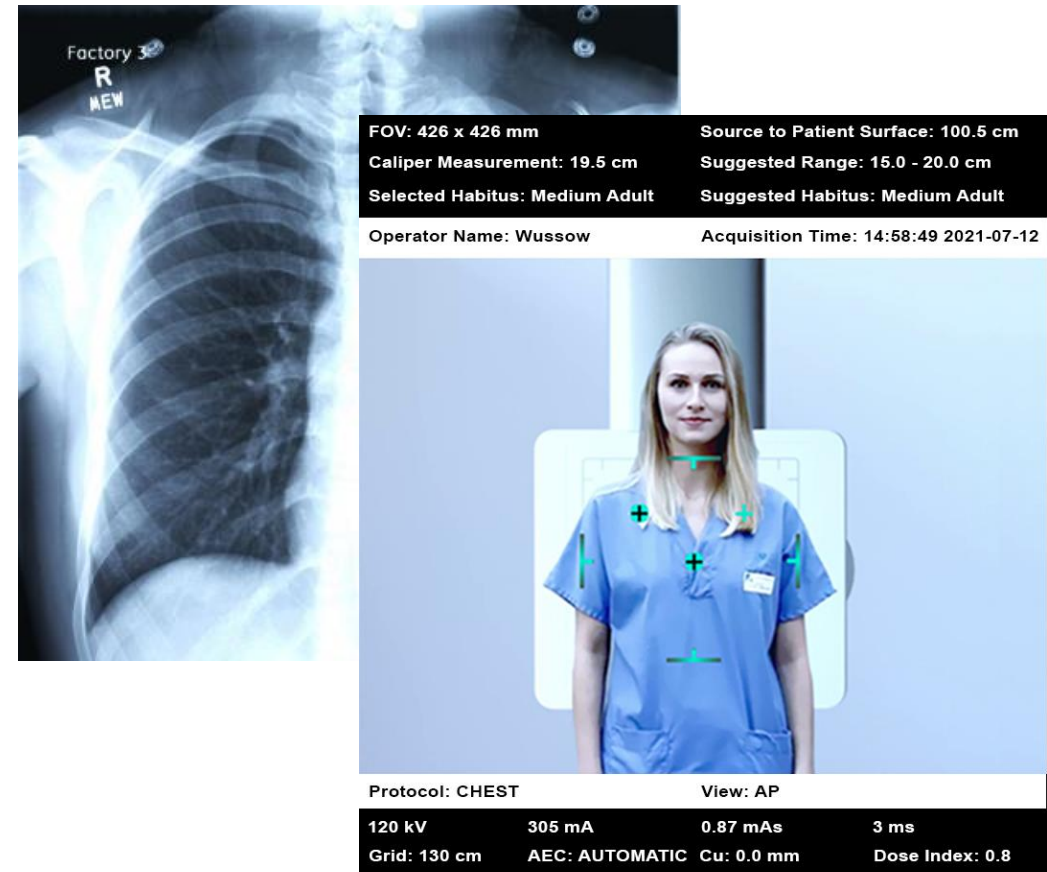 Factory 3
R
MEW
FOV: 426 x 426 mm
Source to Patient Surface: 100.5 cm
Caliper Measurement: 19.5 cm
Suggested Range: 15.0 - 20.0 cm
Selected Habitus: Medium Adult
Suggested Habitus: Medium Adult
Operator Name: Wussow
Acquisition Time: 14:58:49 2021-07-12
Protocol: CHEST
View: AP
120 kV
305 mA
0.87 mAs
3 ms
Grid: 130 cm
AEC: AUTOMATIC
Cu: 0.0 mm
Dose Index: 0.8